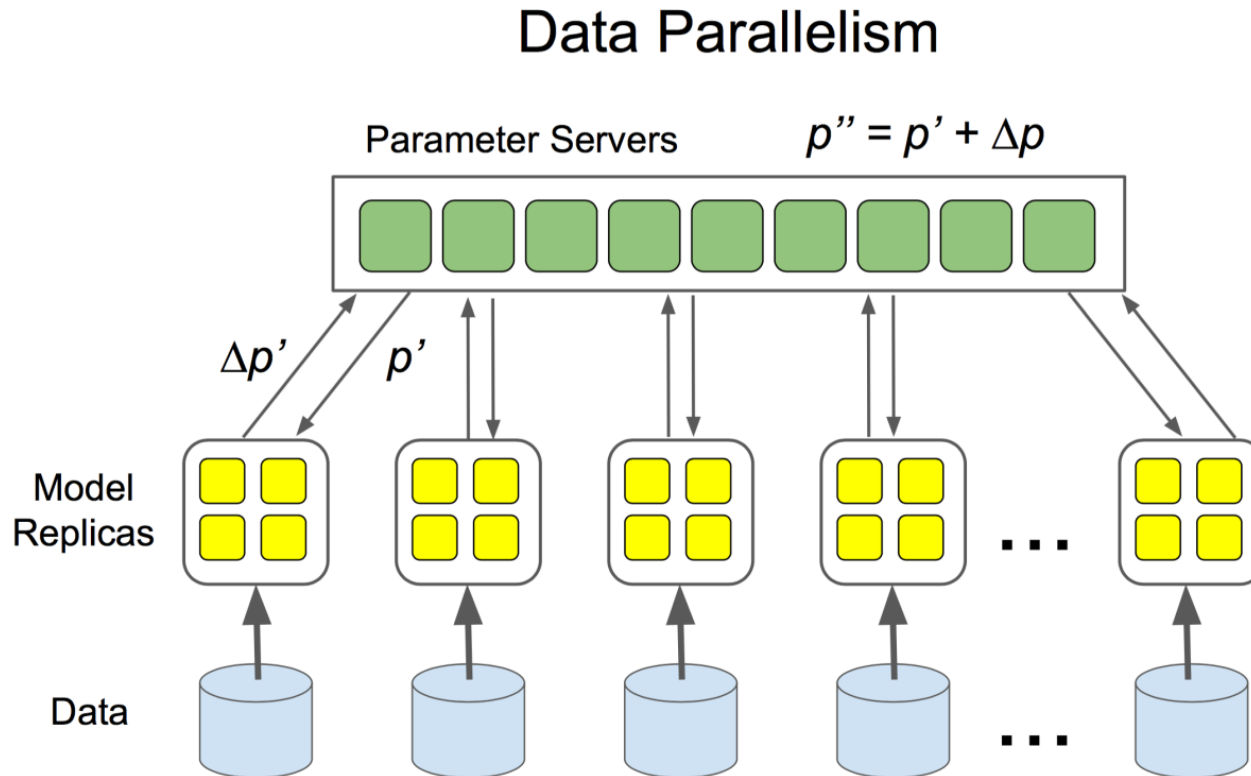 Data Parallelism
Parameter Servers
p’’ = p’ + Δp
Δp’
p’
Model
Replicas
...
Data
...